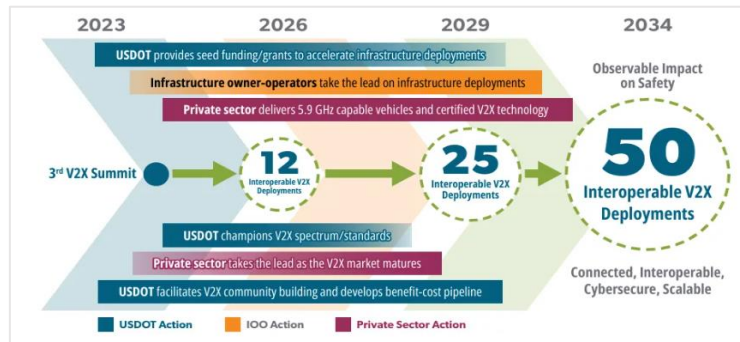 2023 2026 2029 2034
USDOT provides seed funding/grants to accelerate infrastructure deployments
Infrastructure owner-operators take the lead on infrastructure deployments
Private sector delivers 5.9 GHz capable vehicles and certified V2X technology
Observable Impact
on Safety
3rd V2X Summit
12
Interoperable V2X
Deployments
25
Interoperable V2X
Deployments
50
Interoperable V2X
Deployments
USDOT champions V2X spectrum/standards
Private sector takes the lead as the V2X market matures
USDOT facilitates V2X community building and develops benefit-cost pipeline
Connected, Interoperable,
Cybersecure, Scalable
USDOT Action IOO Action Private Sector Action